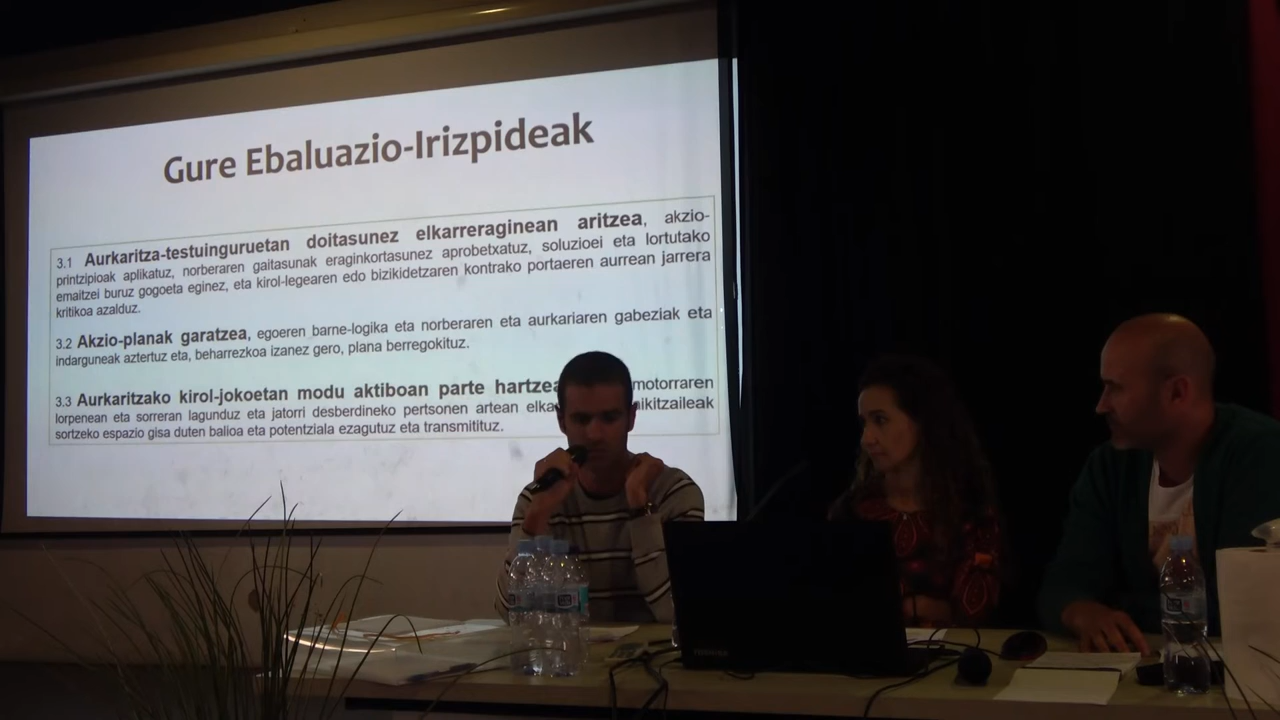 Gure Ebaluazio-Irizpideak
3.1 Aurkaritza-testuinguruetan doitasunez elkarreraginean aritzea, akzio-
printzipioak aplikatuz, norberaren gaitasunak eraginkortasunez aprobetxatuz, soluzioei eta lortutako
emaitzei buruz gogoeta eginez, eta kirol-legearen edo bizikidetzaren kontrako portaeren aurrean jarrera
kritikoa azalduz.
3.2 Akzio-planak garatzea, egoeren barne-logika eta norberaren eta aurkariaren gabeziak eta
indarguneak aztertuz eta, beharrezkoa izanez gero, plana berregokituz.
3.3 Aurkaritzako kirol-jokoetan modu aktiboan parte hartzea motorraren
lorpenean eta sorreran lagunduz eta jatorri desberdineko pertsonen artean
sortzeko espazio gisa duten balioa eta potentziala ezagutuz eta transmitituz.
TOSHIBA